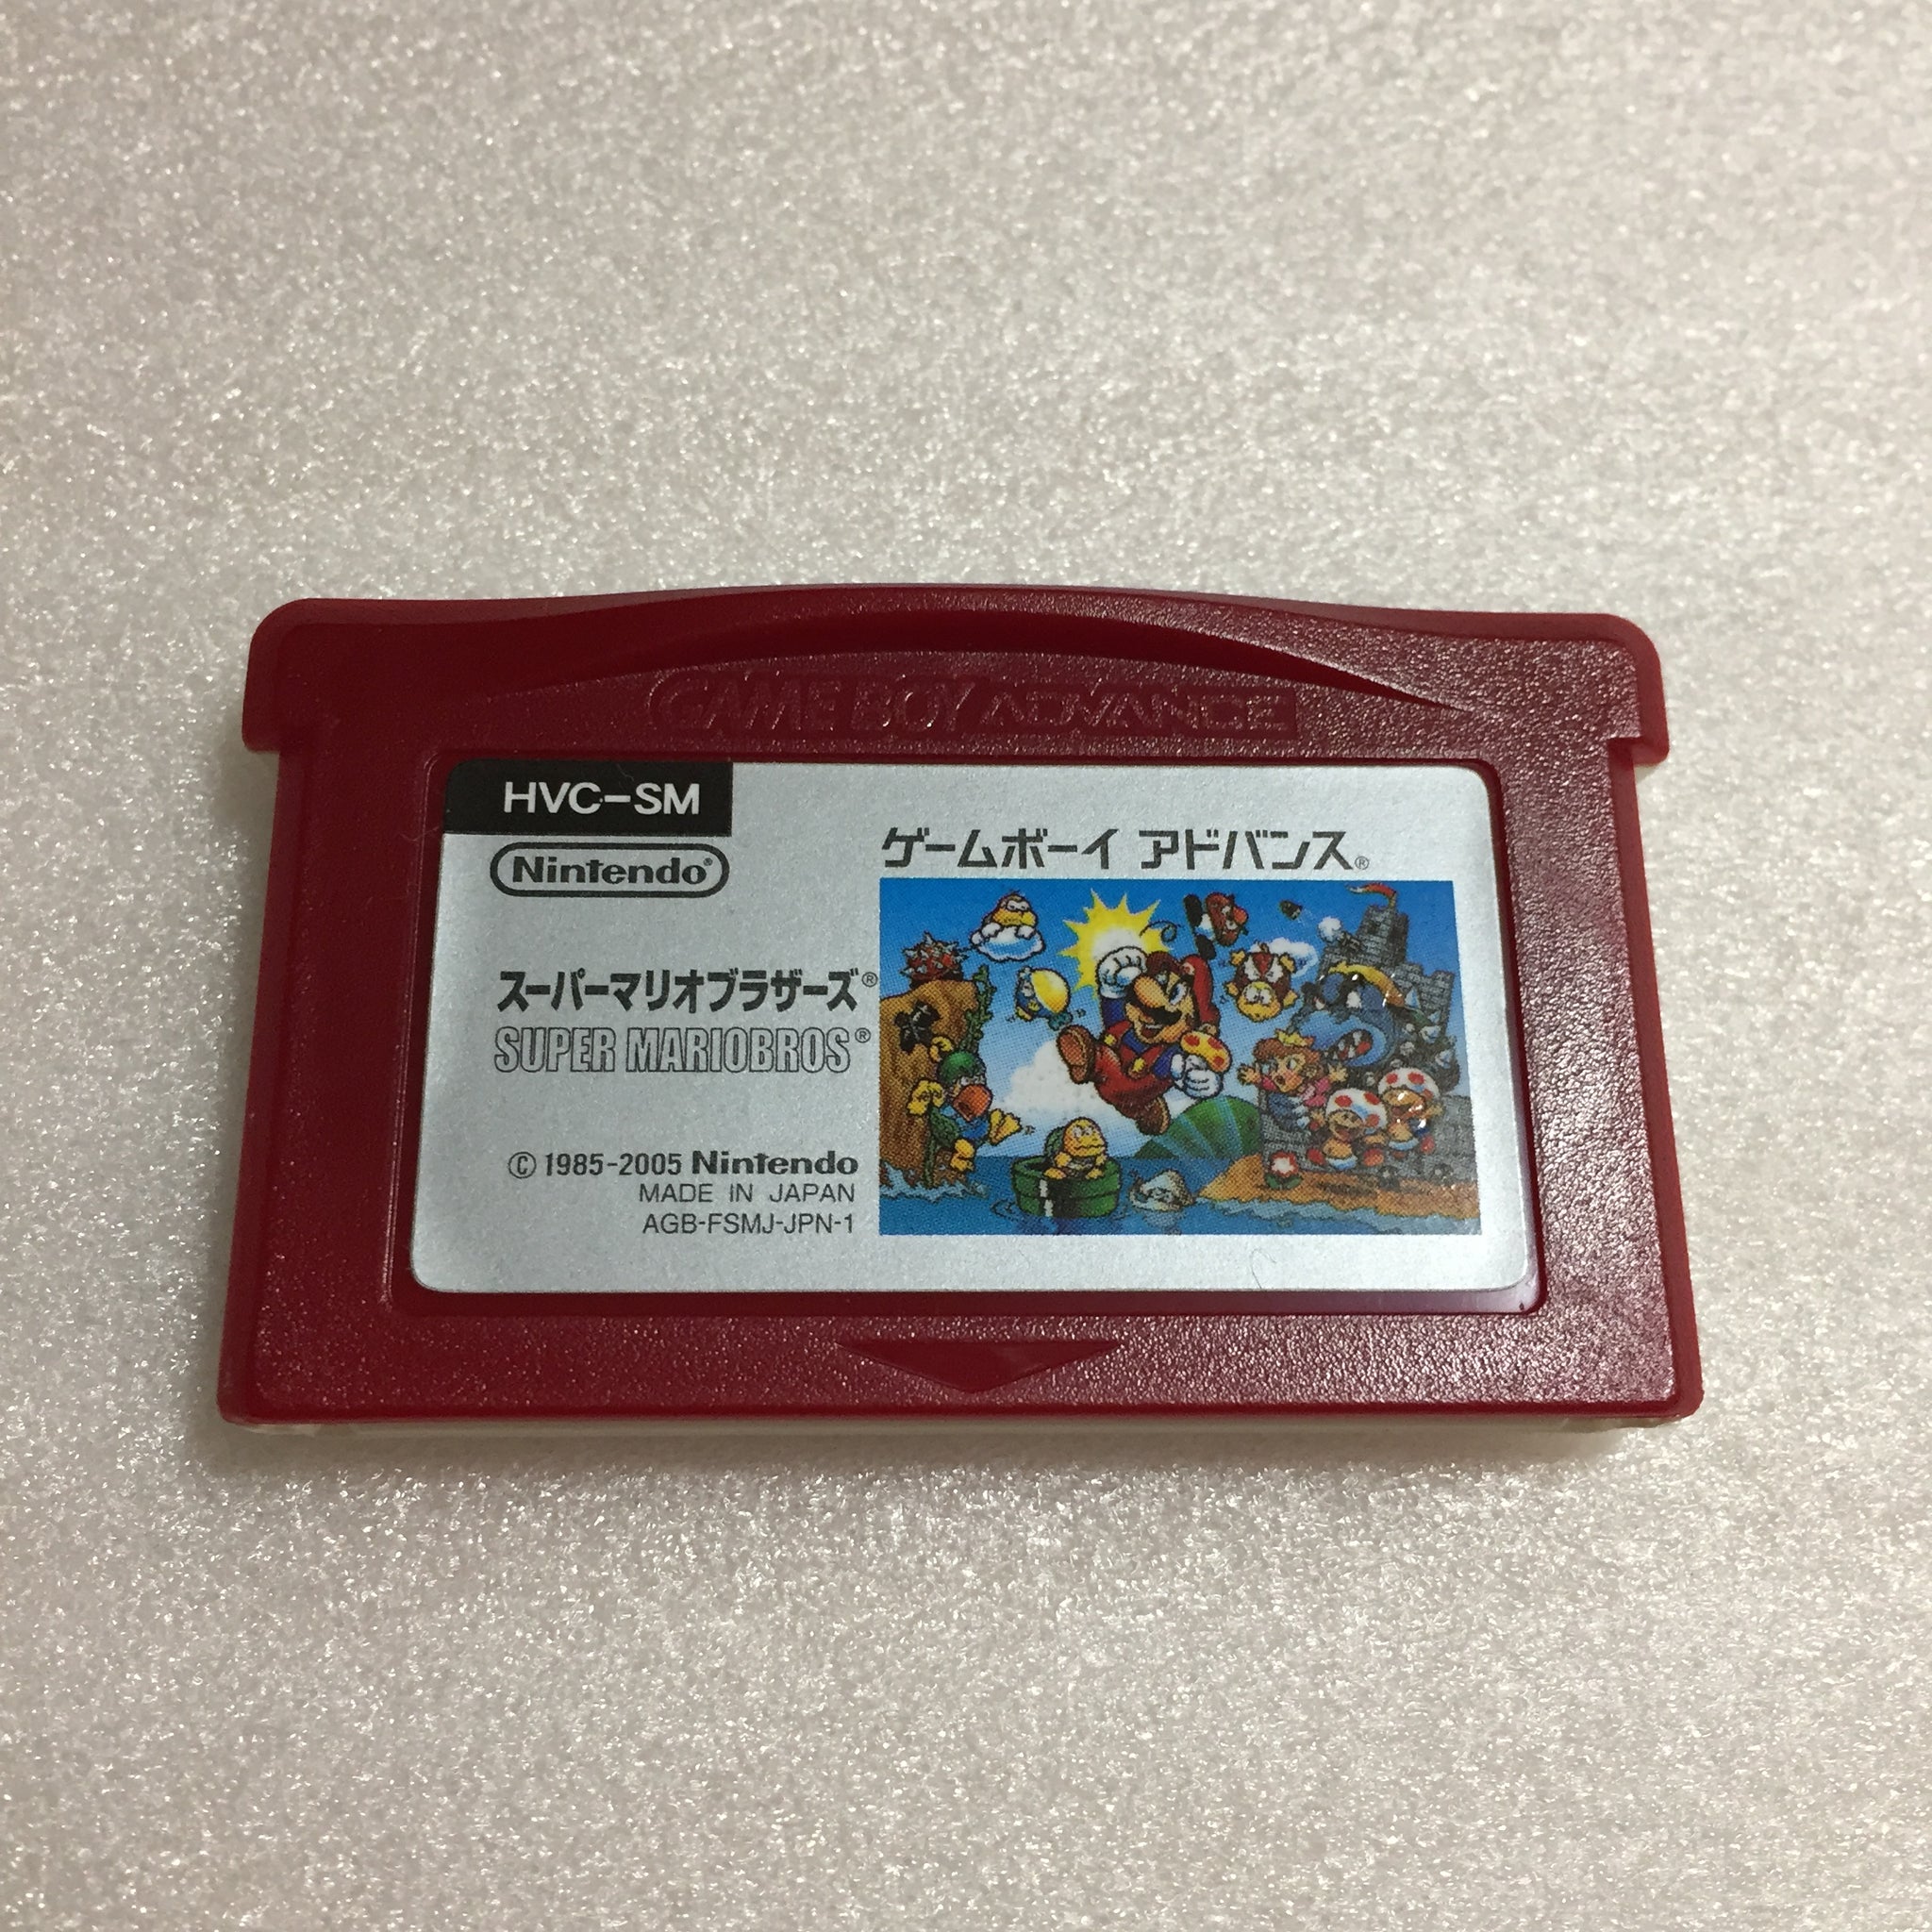 GAME BOY ADVANCE
HVC-SM
Nintendo®
ゲームボーイ アドバンス®
スーパーマリオブラザーズ®
SUPER MARIOBROS®
© 1985-2005 Nintendo
MADE IN JAPAN
AGB-FSMJ-JPN-1